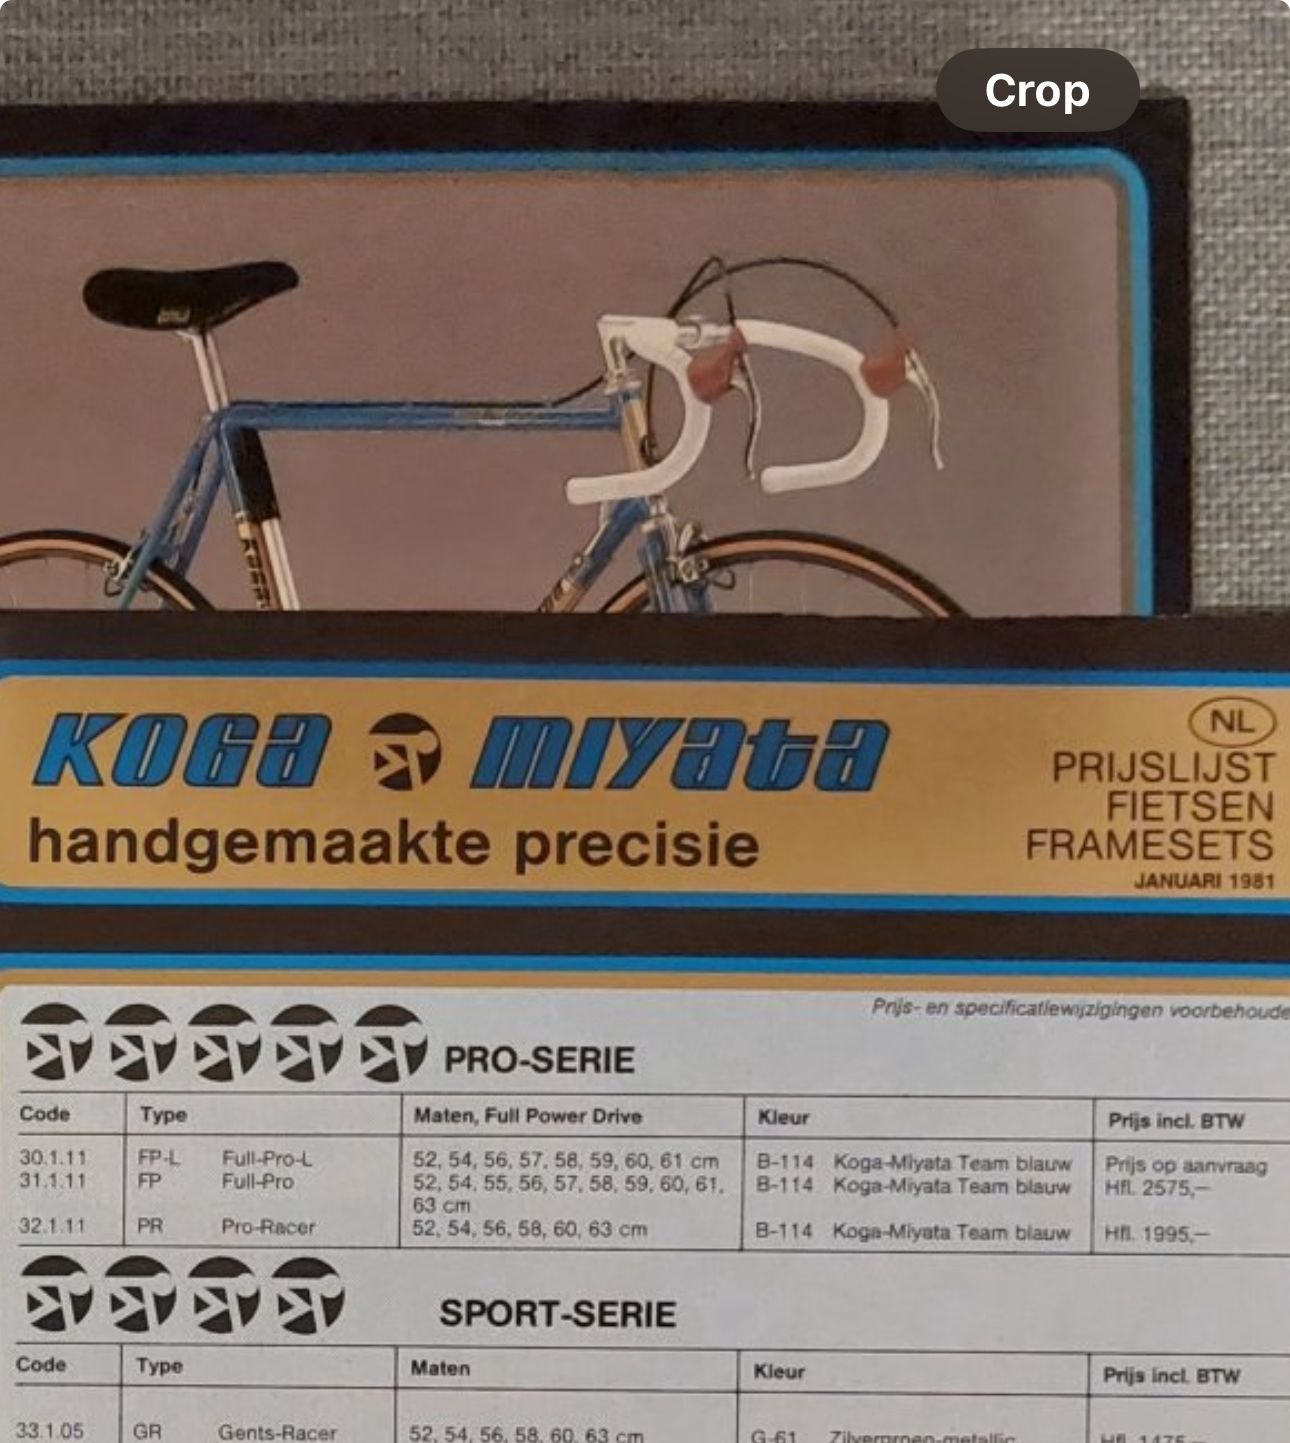 Crop
KOGA MIYATA
handgemaakte precisie
NL
PRIJSLIJST
FIETSEN
FRAMESETS
JANUARI 1981
Prijs- en specificatiewijzigingen voorbehoude
PRO-SERIE
Code Type Maten, Full Power Drive Kleur Prijs incl. BTW
30.1.11 FP-L Full-Pro-L 52, 54, 56, 57, 58, 59, 60, 61 cm B-114 Koga-Miyata Team blauw Prijs op aanvraag
31.1.11 FP Full-Pro 52, 54, 55, 56, 57, 58, 59, 60, 61, B-114 Koga-Miyata Team blauw Hfl. 2575,—
63 cm
32.1.11 PR Pro-Racer 52, 54, 56, 58, 60, 63 cm B-114 Koga-Miyata Team blauw Hfl. 1995,—
SPORT-SERIE
Code Type Maten Kleur Prijs incl. BTW
33.1.05 GR Gents-Racer 52, 54, 56, 58, 60, 63 cm G-61 Zilvergroen-metallic Hfl. 1475,—